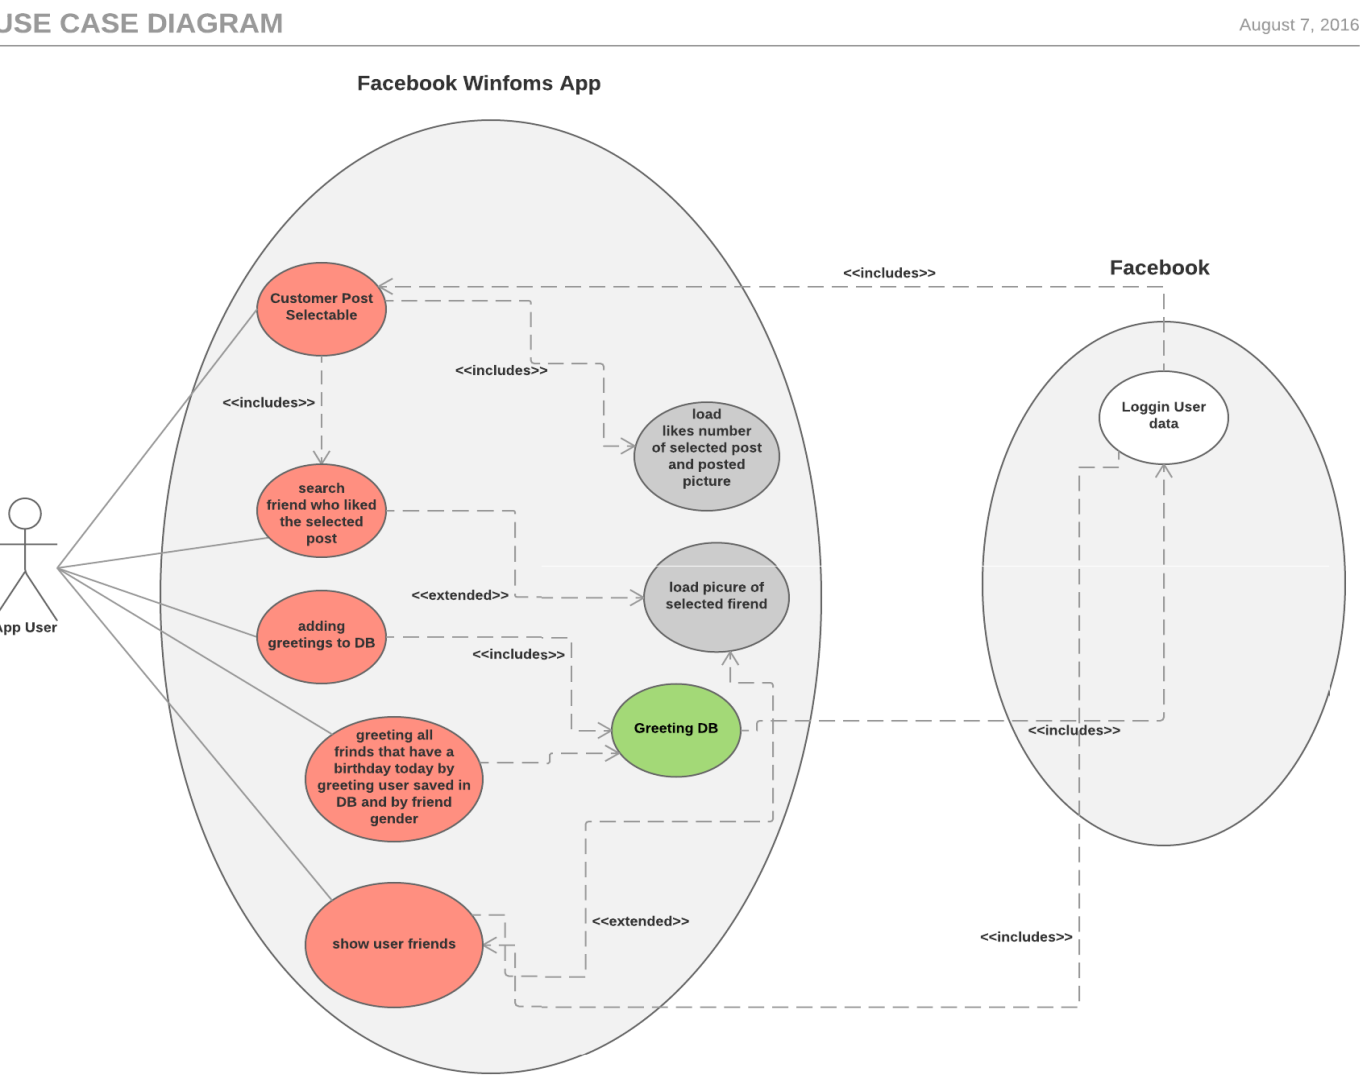 USE CASE DIAGRAM
August 7, 2016
Facebook Winfoms App
<<includes>>
Facebook
Customer Post
Selectable
<<includes>>
<<includes>>
Loggin User
data
load
likes number
of selected post
and posted
picture
search
friend who liked
the selected
post
<<extended>>
load picure of
selected firend
App User
adding
greetings to DB
<<includes>>
Greeting DB
<<includes>>
greeting all
frinds that have a
birthday today by
greeting user saved in
DB and by friend
gender
<<extended>>
show user friends
<<includes>>